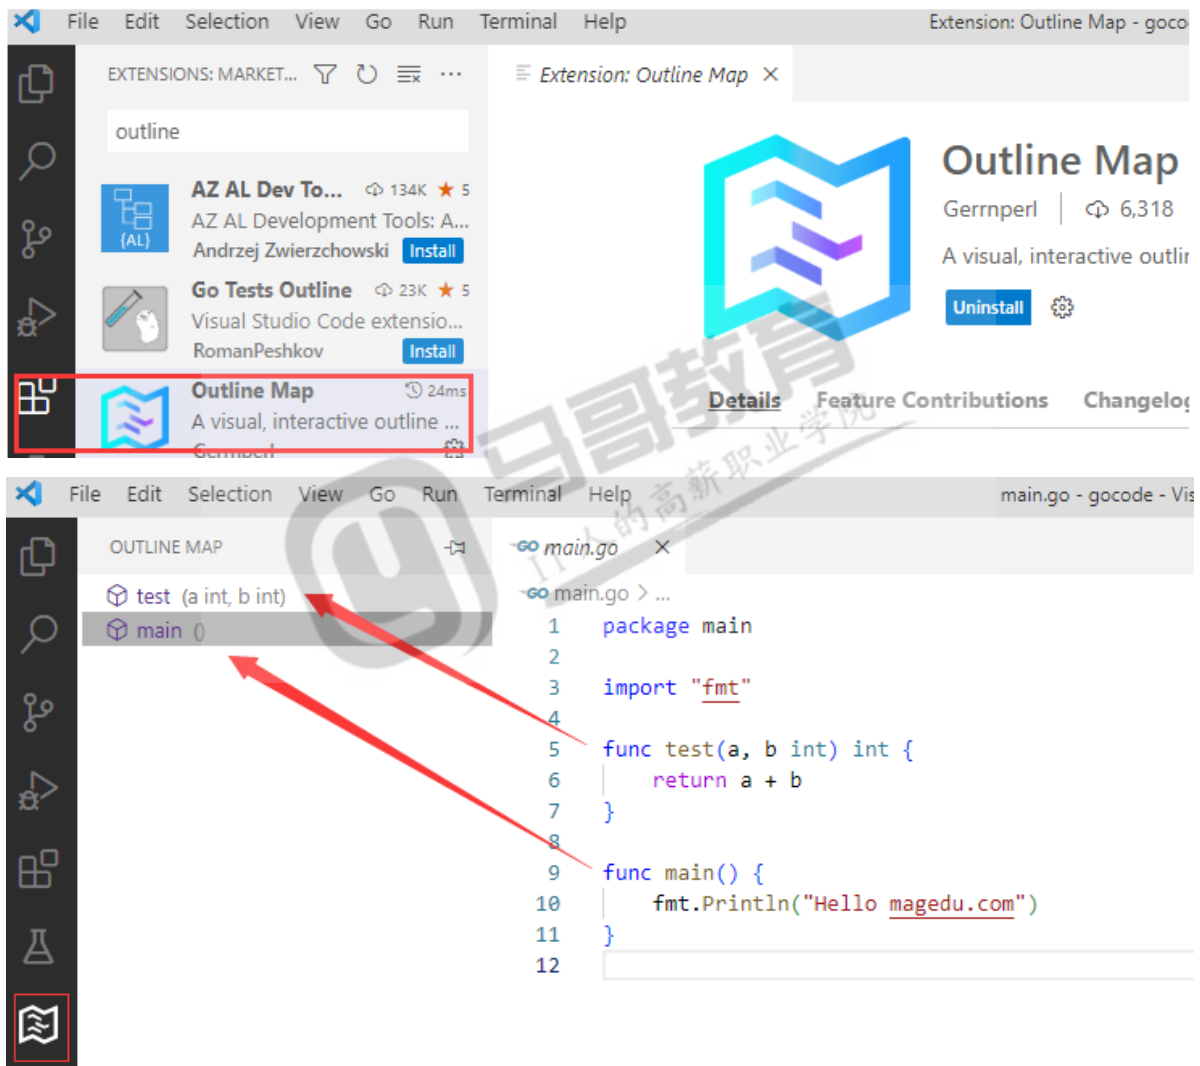 File Edit Selection View Go Run Terminal Help
Extension: Outline Map - goco
EXTENSIONS: MARKET... ...
Extension: Outline Map ×
outline
AZ AL Dev To... 134K ★ 5
AZ AL Development Tools: A...
Andrzej Zwierzchowski Install
{AL}
Go Tests Outline 23K ★ 5
Visual Studio Code extensio...
RomanPeshkov Install
Outline Map 24ms
A visual, interactive outline ...
Gerrnperl
Outline Map
Gerrnperl 6,318
A visual, interactive outlin
Uninstall
Details Feature Contributions Changelog
马哥教育
IT人的高薪职业学院
File Edit Selection View Go Run Terminal Help
main.go - gocode - Vis
OUTLINE MAP
GO main.go ×
test (a int, b int)
main ()
GO main.go > ...
1 package main
2
3 import "fmt"
4
5 func test(a, b int) int {
6 return a + b
7 }
8
9 func main() {
10 fmt.Println("Hello magedu.com")
11 }
12